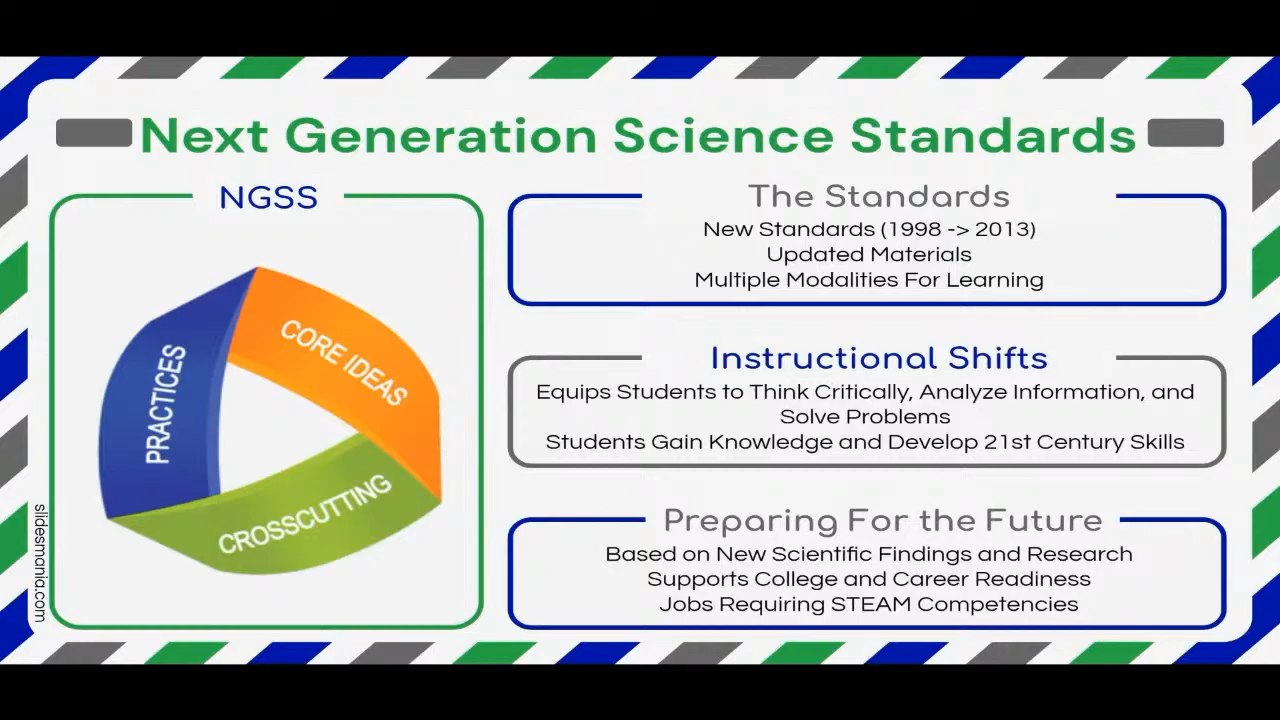 Next Generation Science Standards
NGSS
PRACTICES
CORE IDEAS
CROSSCUTTING
The Standards
New Standards (1998 -> 2013)
Updated Materials
Multiple Modalities For Learning
Instructional Shifts
Equips Students to Think Critically, Analyze Information, and
Solve Problems
Students Gain Knowledge and Develop 21st Century Skills
Preparing For the Future
Based on New Scientific Findings and Research
Supports College and Career Readiness
Jobs Requiring STEAM Competencies
slidesmania.com